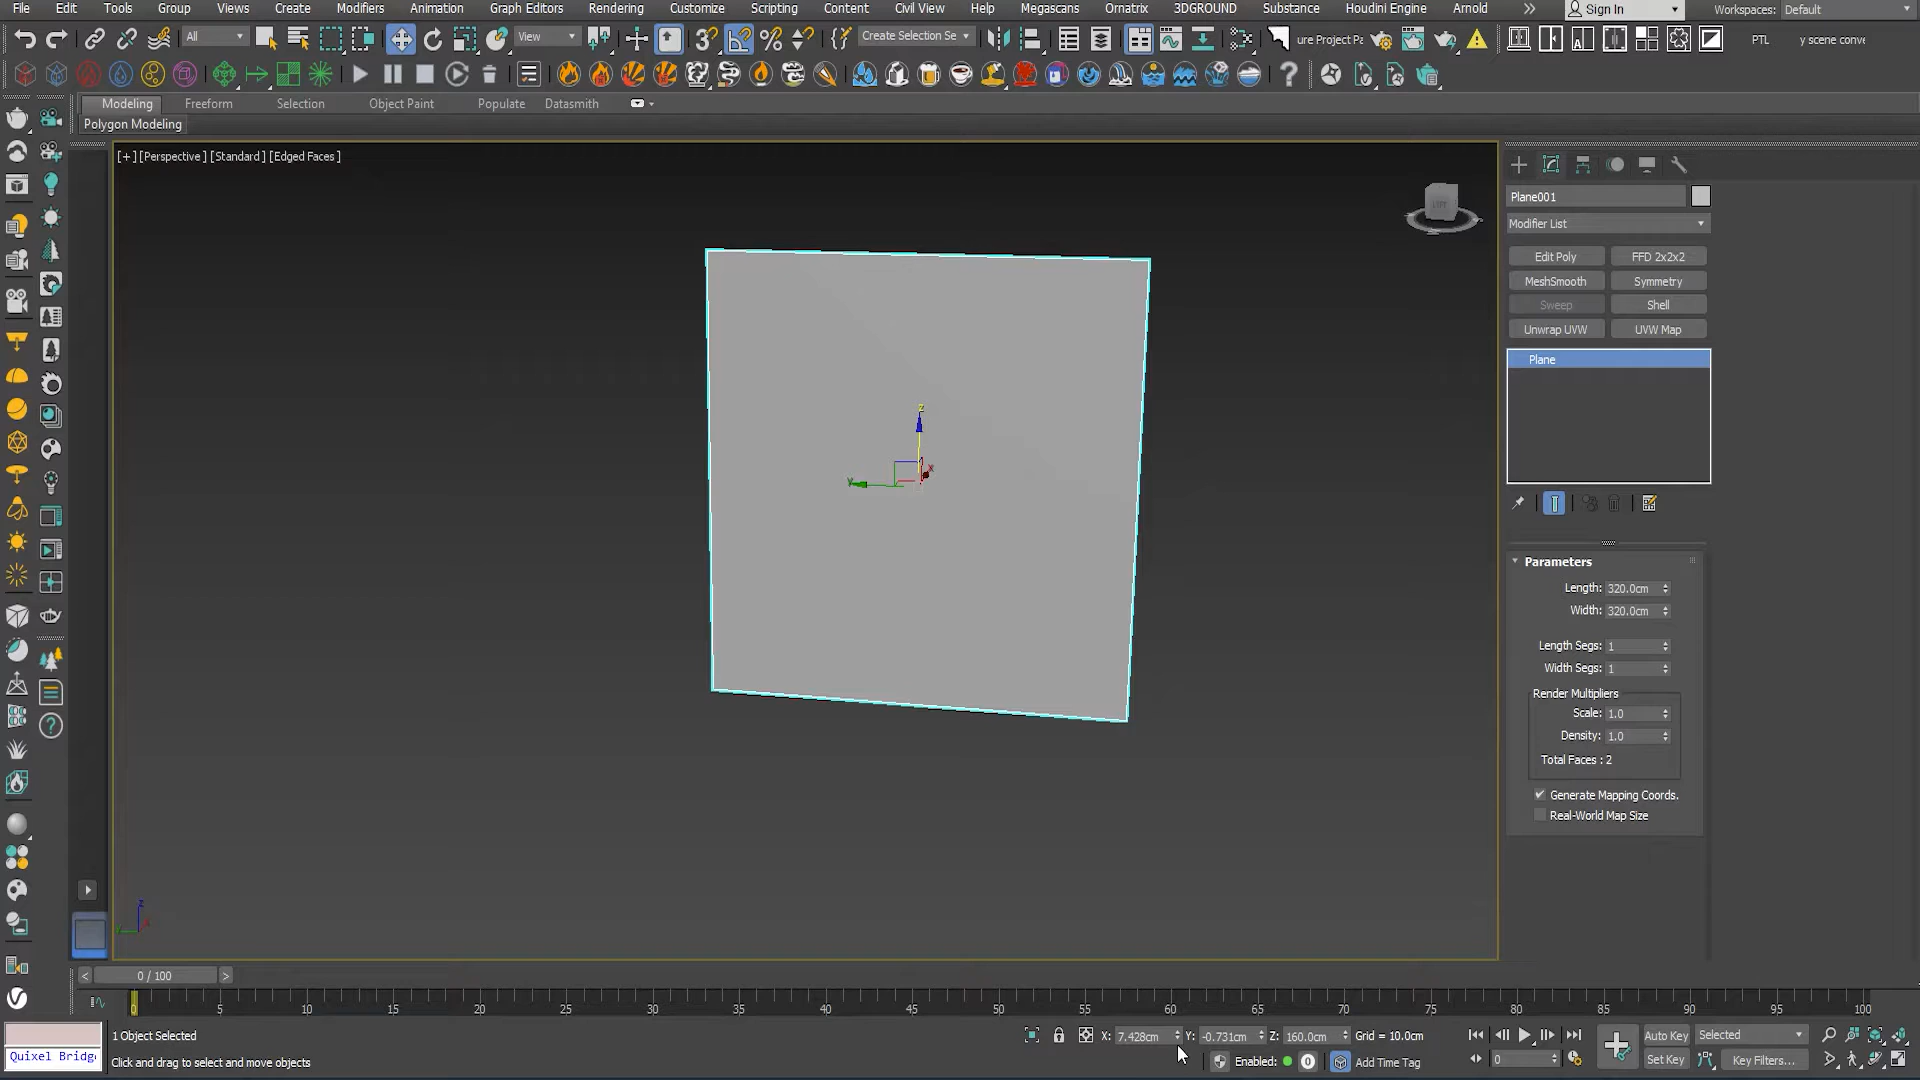 File Edit Tools Group Views Create Modifiers Animation Graph Editors Rendering Customize Scripting Content Civil View Help Megascans Ornatrix 3DGROUND Substance Houdini Engine Arnold Sign In Workspaces: Default
All View Create Selection Se ure Project Pa PTL y scene conve
Modeling Freeform Selection Object Paint Populate Datasmith
Polygon Modeling
[+] [Perspective] [Standard] [Edged Faces]
Plane001
Modifier List
Edit Poly FFD 2x2x2
MeshSmooth Symmetry
Sweep Shell
Unwrap UVW UVW Map
Plane
z
x
y
Parameters
Length: 320.0cm
Width: 320.0cm
Length Segs: 1
Width Segs: 1
Render Multipliers
Scale: 1.0
Density: 1.0
Total Faces : 2
Generate Mapping Coords.
Real-World Map Size
z
< 0 / 100 >
0 5 10 15 20 25 30 35 40 45 50 55 60 65 70 75 80 85 90 95 100
1 Object Selected X: 7.428cm Y: -0.731cm Z: 160.0cm Grid = 10.0cm Auto Key Selected
Quixel Bridg Click and drag to select and move objects Enabled: 0 Add Time Tag 0 Set Key Key Filters...